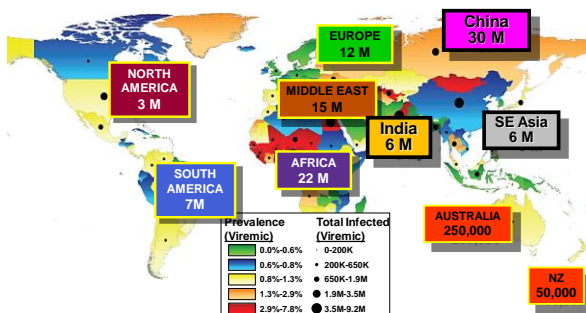 China
30 M
EUROPE
12 M
NORTH
AMERICA
3 M
MIDDLE EAST
15 M
India
6 M
SE Asia
6 M
AFRICA
22 M
SOUTH
AMERICA
7M
AUSTRALIA
250,000
NZ
50,000
Prevalence
(Viremic)
0.0%-0.6%
0.6%-0.8%
0.8%-1.3%
1.3%-2.9%
2.9%-7.8%
Total Infected
(Viremic)
0-200K
200K-650K
650K-1.9M
1.9M-3.5M
3.5M-9.2M